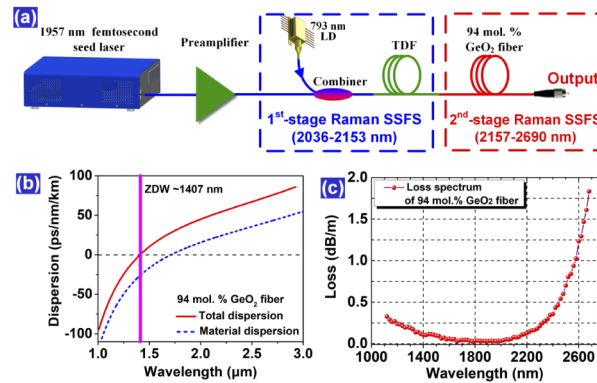 (a)
1957 nm femtosecond
seed laser
Preamplifier
793 nm
LD
Combiner
TDF
94 mol. %
GeO2 fiber
Output
1st-stage Raman SSFS
(2036-2153 nm)
2nd-stage Raman SSFS
(2157-2690 nm)
(b)
ZDW ~1407 nm
94 mol. % GeO2 fiber
Total dispersion
Material dispersion
Dispersion (ps/nm/km)
100
50
0
-50
-100
1.0 1.5 2.0 2.5 3.0
Wavelength (μm)
(c)
Loss spectrum
of 94 mol.% GeO2 fiber
Loss (dB/m)
2.0
1.5
1.0
0.5
0.0
1000 1400 1800 2200 2600
Wavelength (nm)